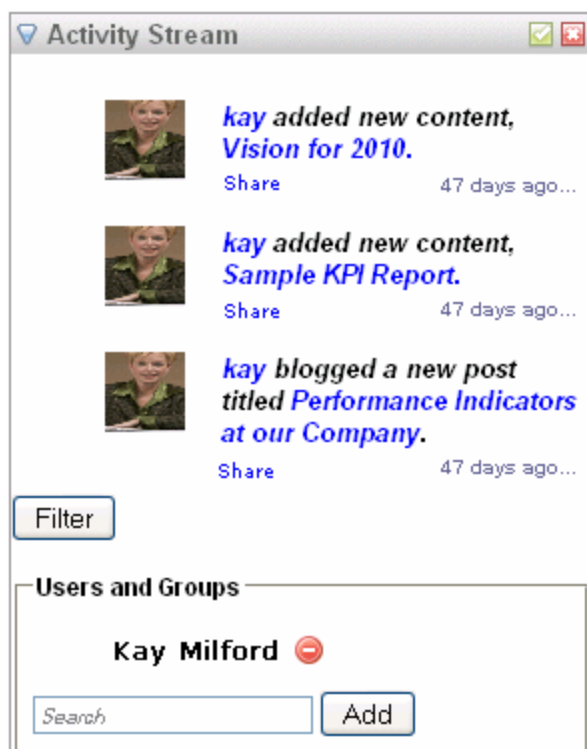 Activity Stream
kay added new content,
Vision for 2010.
Share 47 days ago...
kay added new content,
Sample KPI Report.
Share 47 days ago...
kay blogged a new post
titled Performance Indicators
at our Company.
Share 47 days ago...
Filter
Users and Groups
Kay Milford
Search Add